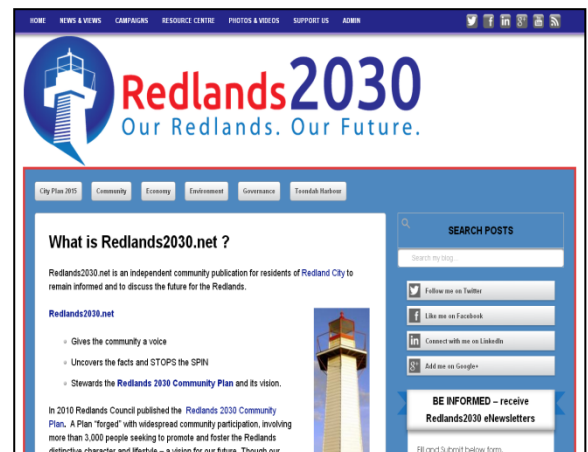 HOME NEWS & VIEWS CAMPAIGNS RESOURCE CENTRE PHOTOS & VIDEOS SUPPORT US ADMIN
Redlands2030
Our Redlands. Our Future.
City Plan 2015 Community Economy Environment Governance Toondah Harbour
What is Redlands2030.net ?
Redlands2030.net is an independent community publication for residents of Redland City to
remain informed and to discuss the future for the Redlands.
Redlands2030.net
Gives the community a voice
Uncovers the facts and STOPS the SPIN
Stewards the Redlands 2030 Community Plan and its vision.
In 2010 Redlands Council published the Redlands 2030 Community
Plan. A Plan “forged” with widespread community participation, involving
more than 3,000 people seeking to promote and foster the Redlands
distinctive character and lifestyle – a vision for our future. Though our
SEARCH POSTS
Search my blog...
Follow me on Twitter
Like me on Facebook
Connect with me on LinkedIn
Add me on Google+
BE INFORMED – receive
Redlands2030 eNewsletters
Fill and Submit below form.